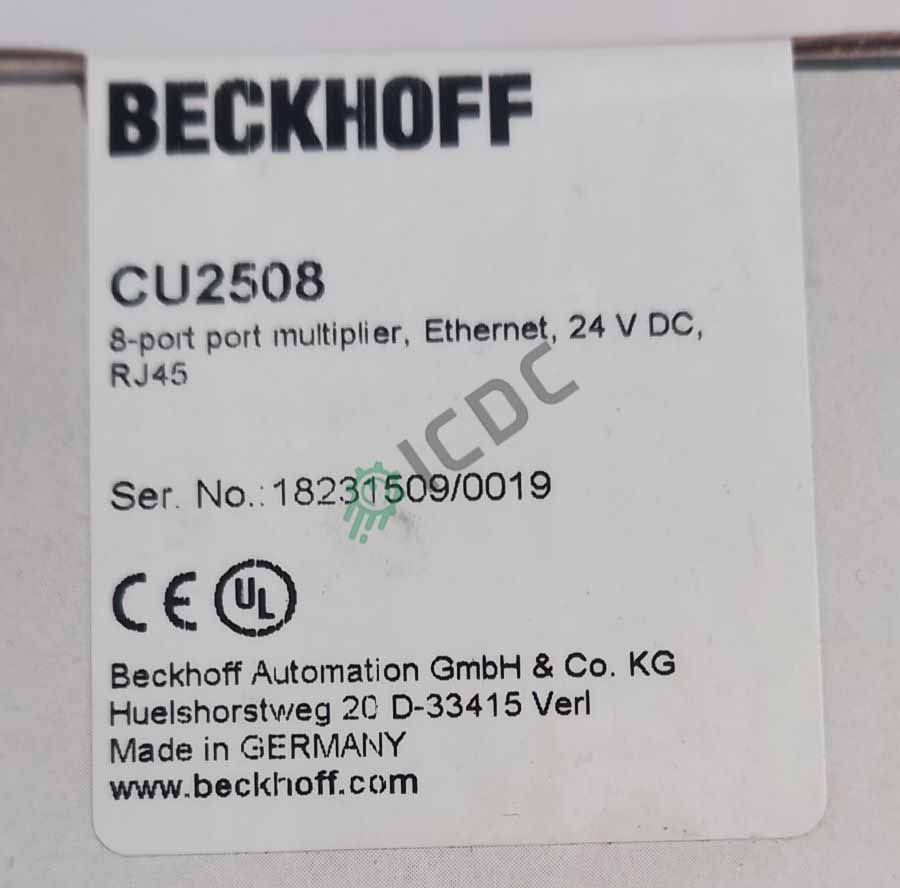 BECKHOFF
CU2508
8-port port multiplier, Ethernet, 24 V DC,
RJ45
ICDC
Ser. No.: 18231509/0019
CE UL
Beckhoff Automation GmbH & Co. KG
Huelshorstweg 20 D-33415 Verl
Made in GERMANY
www.beckhoff.com